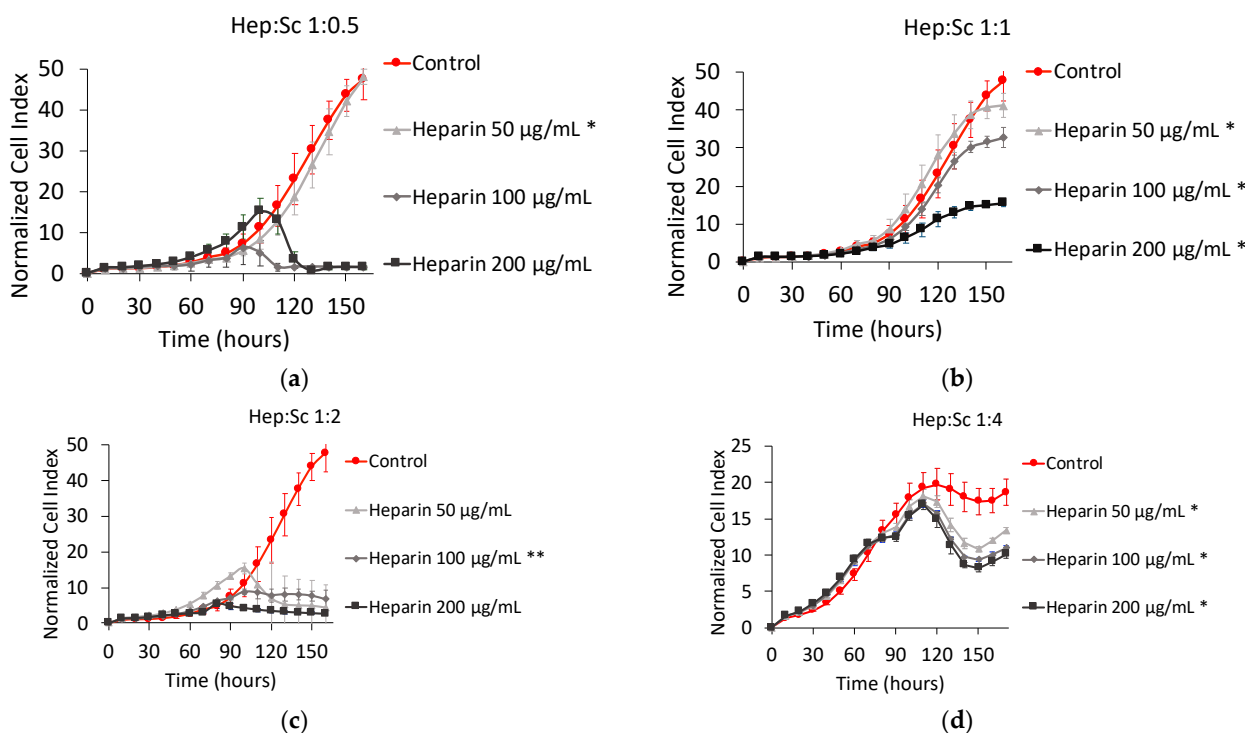 Hep:Sc 1:0.5
Normalized Cell Index
50
40
30
20
10
0
0 30 60 90 120 150
Time (hours)
Control
Heparin 50 µg/mL *
Heparin 100 µg/mL
Heparin 200 µg/mL
(a)
Hep:Sc 1:1
Normalized Cell Index
50
40
30
20
10
0
0 30 60 90 120 150
Time (hours)
Control
Heparin 50 µg/mL *
Heparin 100 µg/mL *
Heparin 200 µg/mL *
(b)
Hep:Sc 1:2
Normalized Cell Index
50
40
30
20
10
0
0 30 60 90 120 150
Time (hours)
Control
Heparin 50 µg/mL
Heparin 100 µg/mL **
Heparin 200 µg/mL
(c)
Hep:Sc 1:4
Normalized Cell Index
25
20
15
10
5
0
0 30 60 90 120 150
Time (hours)
Control
Heparin 50 µg/mL *
Heparin 100 µg/mL *
Heparin 200 µg/mL *
(d)